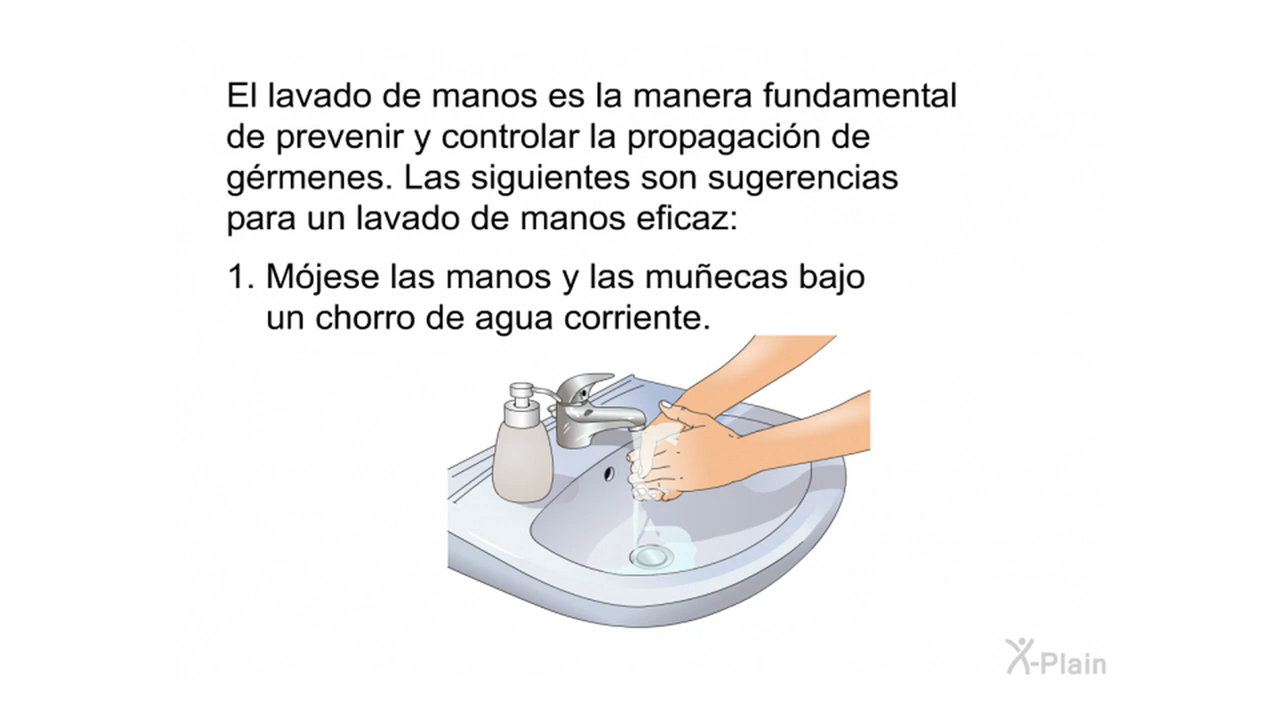 El lavado de manos es la manera fundamental
de prevenir y controlar la propagación de
gérmenes. Las siguientes son sugerencias
para un lavado de manos eficaz:
1. Mójese las manos y las muñecas bajo
un chorro de agua corriente.
X-Plain